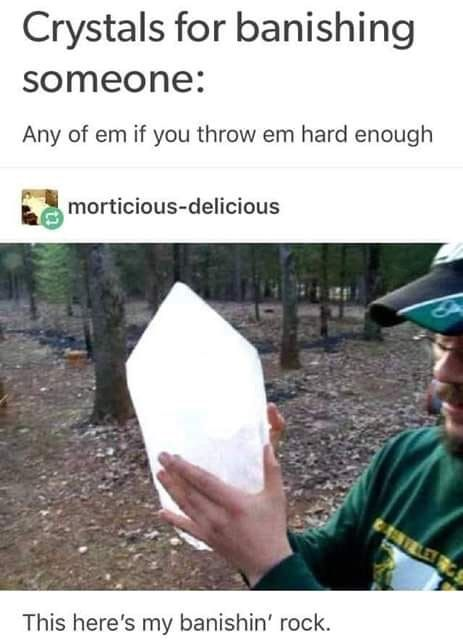 Crystals for banishing
someone:
Any of em if you throw em hard enough
morticious-delicious
This here's my banishin' rock.